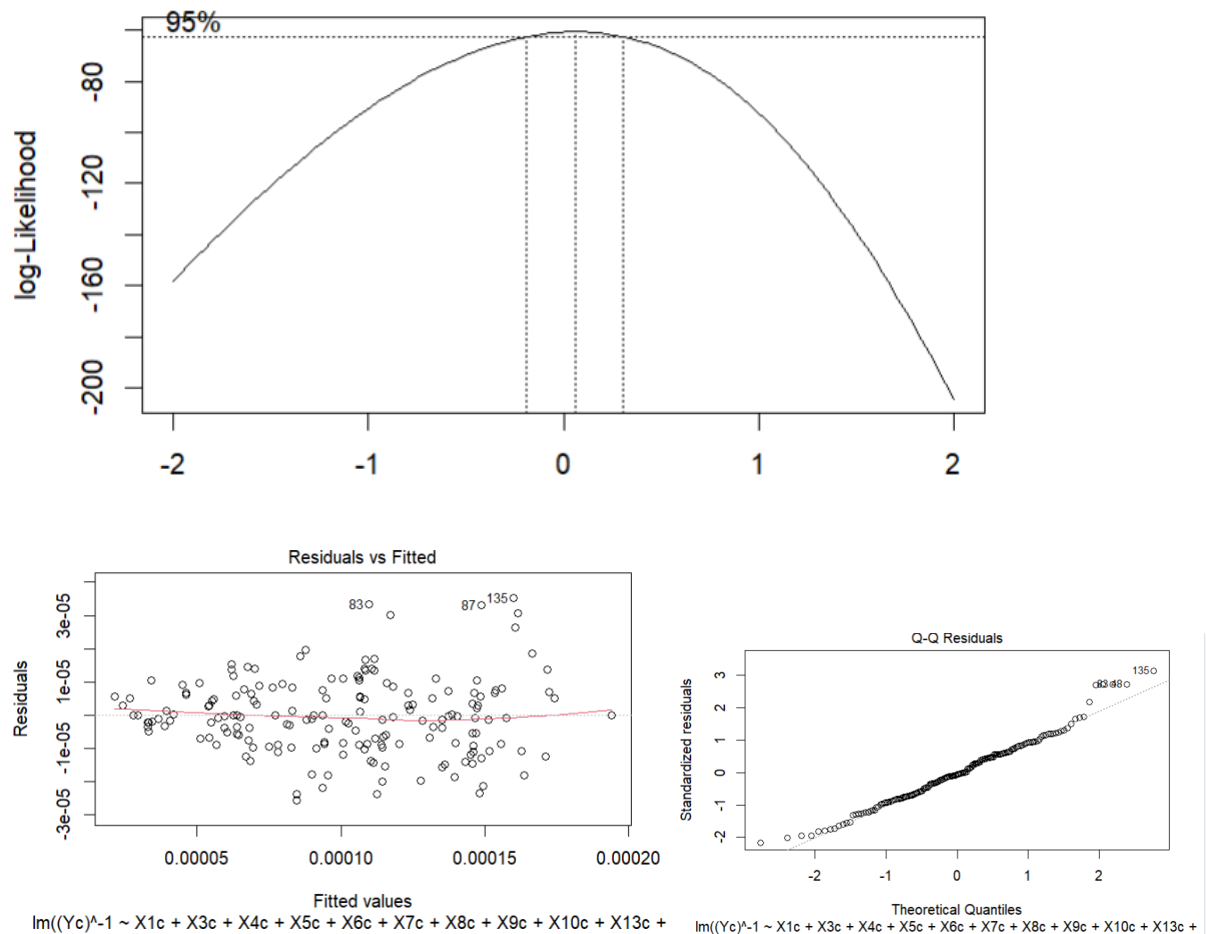 95%
log-Likelihood
-80
-120
-160
-200
-2 -1 0 1 2
Residuals vs Fitted
Residuals
3e-05
1e-05
-1e-05
-3e-05
83
87
135
0.00005 0.00010 0.00015 0.00020
Fitted values
lm((Yc)^-1 ~ X1c + X3c + X4c + X5c + X6c + X7c + X8c + X9c + X10c + X13c +
Q-Q Residuals
Standardized residuals
3
2
1
0
-1
-2
135
83
48
-2 -1 0 1 2
Theoretical Quantiles
lm((Yc)^-1 ~ X1c + X3c + X4c + X5c + X6c + X7c + X8c + X9c + X10c + X13c +